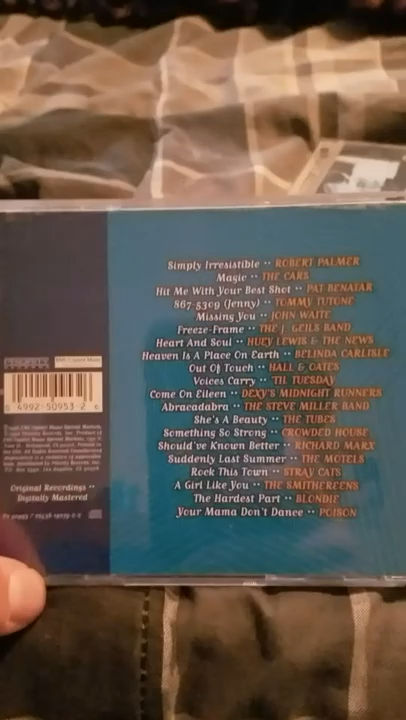 Simply Irresistible •• ROBERT PALMER
Magic •• THE CARS
Hit Me With Your Best Shot •• PAT BENATAR
867-5309 (Jenny) •• TOMMY TUTONE
Missing You •• JOHN WAITE
Freeze-Frame •• THE J. GEILS BAND
Heart And Soul •• HUEY LEWIS & THE NEWS
Heaven Is A Place On Earth •• BELINDA CARLISLE
Out Of Touch •• HALL & OATES
Voices Carry •• 'TIL TUESDAY
Come On Eileen •• DEXY'S MIDNIGHT RUNNERS
Abracadabra •• THE STEVE MILLER BAND
She's A Beauty •• THE TUBES
Something So Strong •• CROWDED HOUSE
Should've Known Better •• RICHARD MARX
Suddenly Last Summer •• THE MOTELS
Rock This Town •• STRAY CATS
A Girl Like You •• THE SMITHEREENS
The Hardest Part •• BLONDIE
Your Mama Don't Dance •• POISON
PRIORITY
4992-50953-2
Original Recordings ••
Digitally Mastered